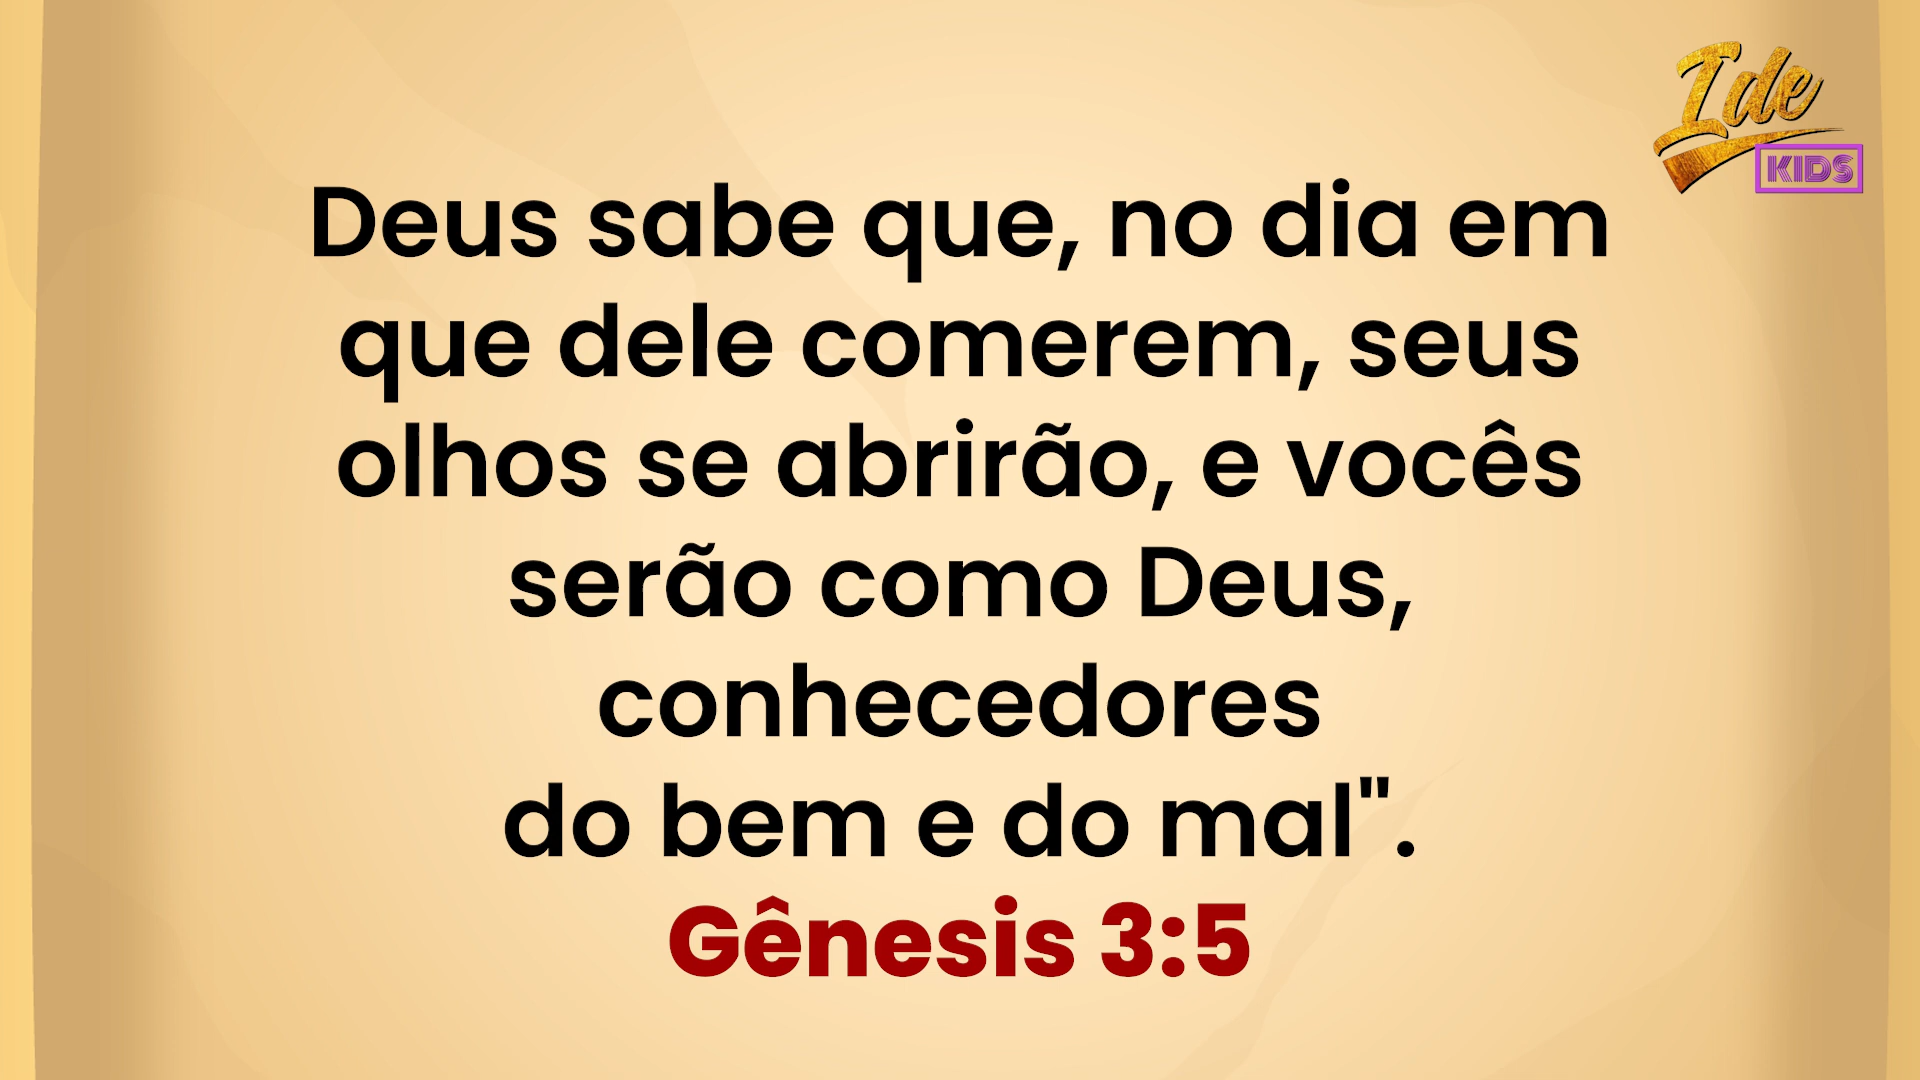 Ide
KIDS
Deus sabe que, no dia em
que dele comerem, seus
olhos se abrirão, e vocês
serão como Deus,
conhecedores
do bem e do mal".
Gênesis 3:5